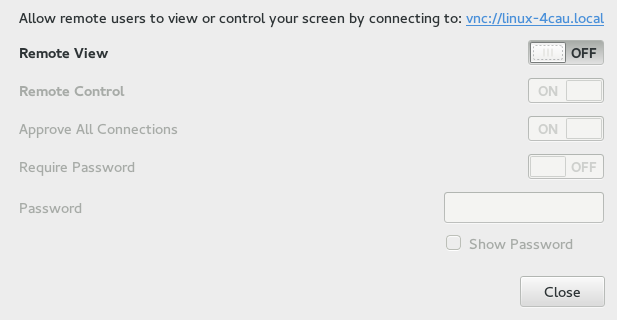 Allow remote users to view or control your screen by connecting to: vnc://linux-4cau.local
Remote View OFF
Remote Control ON
Approve All Connections ON
Require Password OFF
Password
Show Password
Close